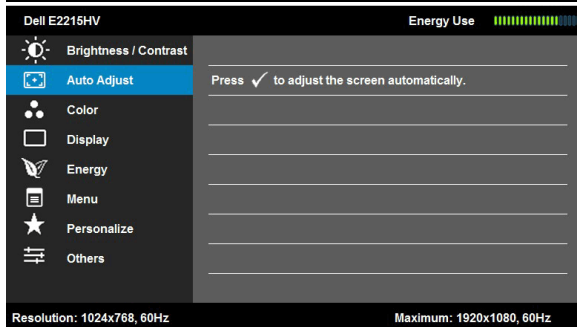 Dell E2215HV Energy Use
Brightness / Contrast
Auto Adjust Press ✓ to adjust the screen automatically.
Color
Display
Energy
Menu
Personalize
Others
Resolution: 1024x768, 60Hz Maximum: 1920x1080, 60Hz